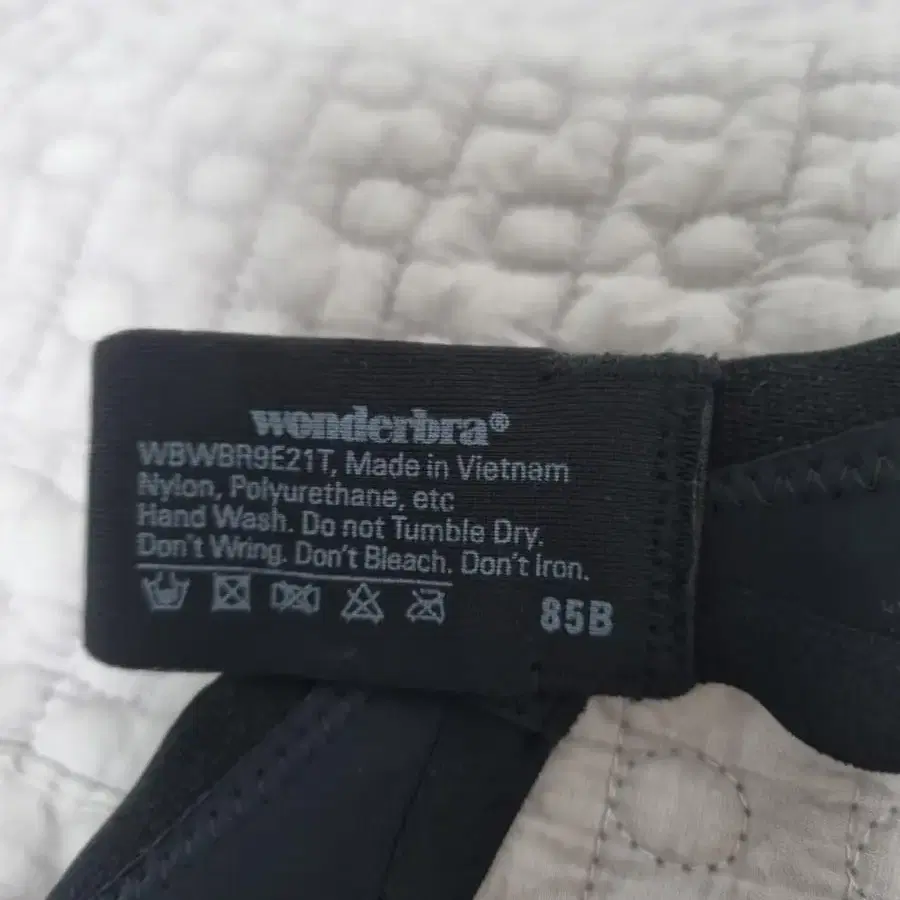 wonderbra®
WBWBR9E21T, Made in Vietnam
Nylon, Polyurethane, etc
Hand Wash. Do not Tumble Dry.
Don't Wring. Don't Bleach. Don't iron.
85B